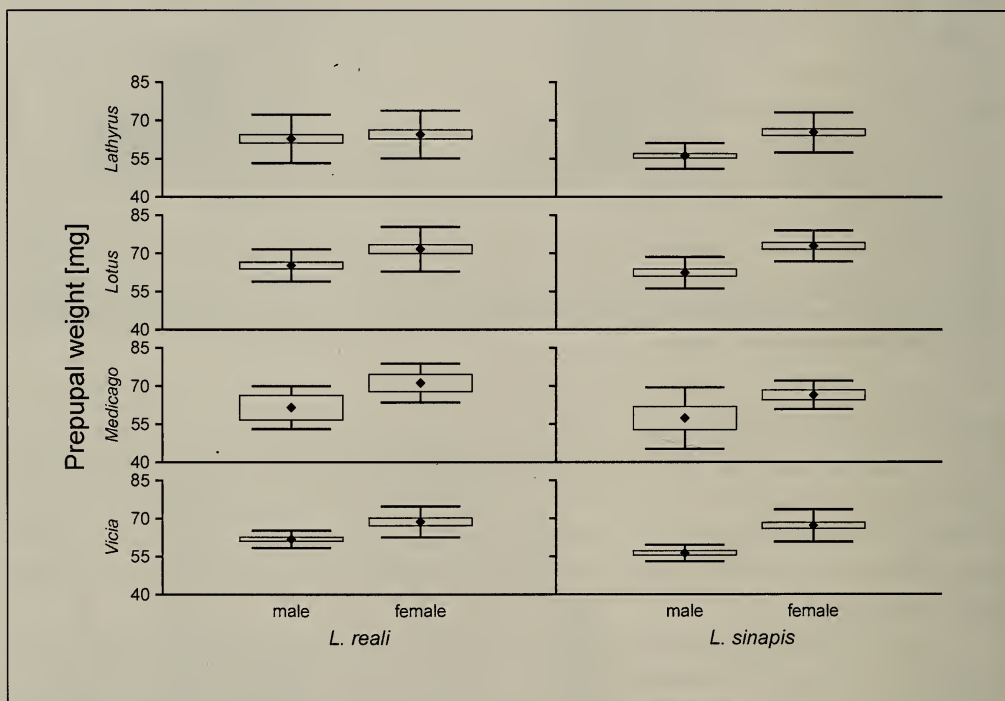 Prepupal weight [mg]
Lathyrus
85
70
55
40
Lotus
85
70
55
40
Medicago
85
70
55
40
Vicia
85
70
55
40
male female male female
L. reali L. sinapis